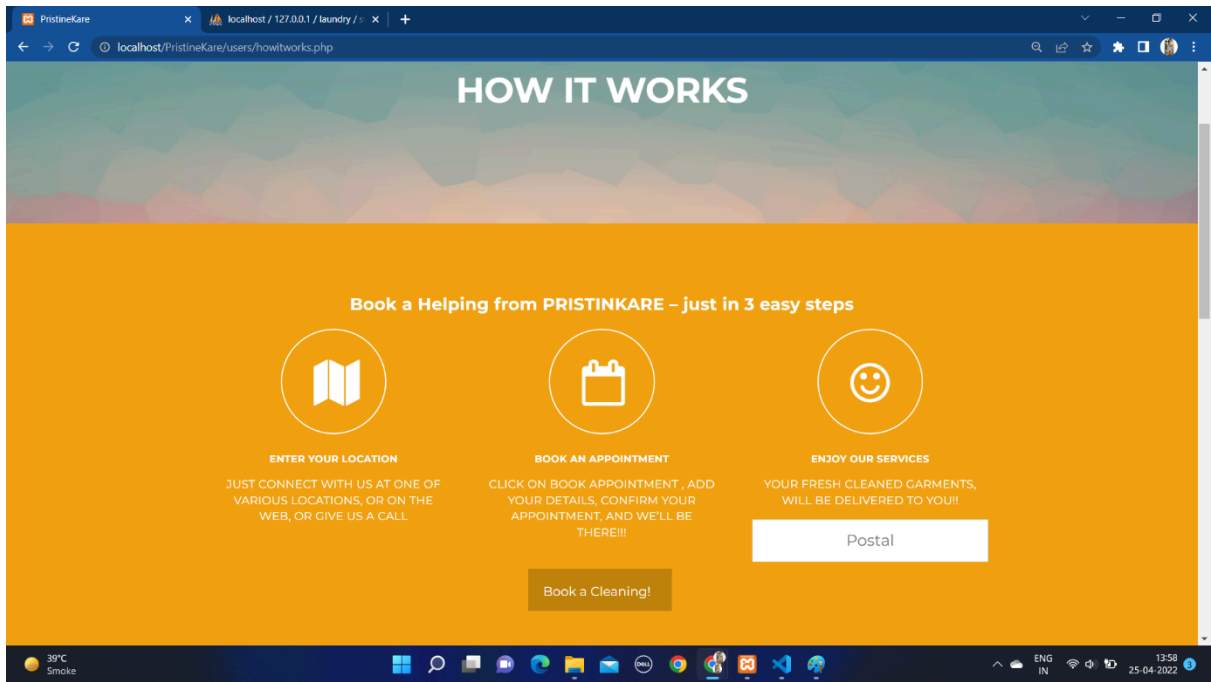 PristineKare
localhost / 127.0.0.1 / laundry / s
localhost/PristineKare/users/howitworks.php
HOW IT WORKS
Book a Helping from PRISTINKARE – just in 3 easy steps
ENTER YOUR LOCATION
JUST CONNECT WITH US AT ONE OF
VARIOUS LOCATIONS, OR ON THE
WEB, OR GIVE US A CALL
BOOK AN APPOINTMENT
CLICK ON BOOK APPOINTMENT , ADD
YOUR DETAILS, CONFIRM YOUR
APPOINTMENT, AND WE'LL BE
THERE!!!
ENJOY OUR SERVICES
YOUR FRESH CLEANED GARMENTS,
WILL BE DELIVERED TO YOU!!
Postal
Book a Cleaning!
39°C
Smoke
DELL
ENG
IN
13:58
25-04-2022
3